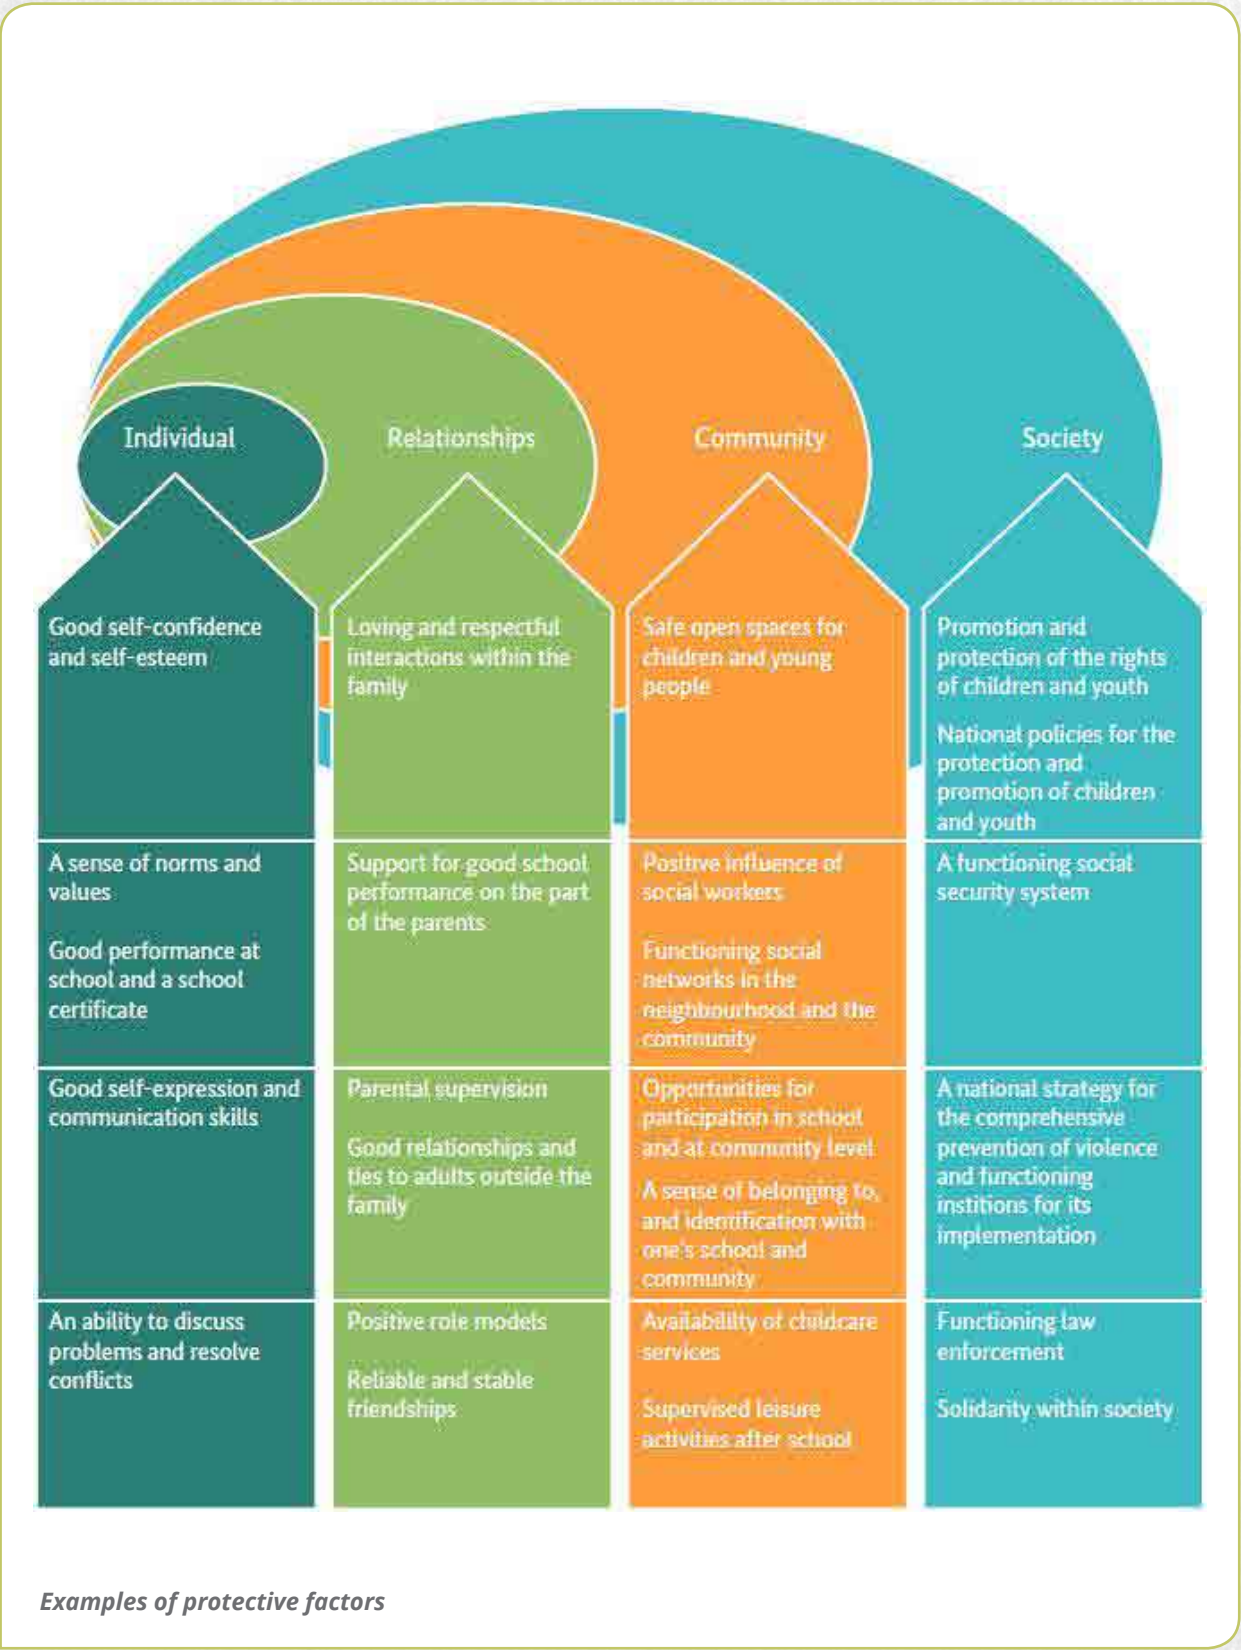 Individual
Relationships
Community
Society
Good self-confidence
and self-esteem
Loving and respectful
interactions within the
family
Safe open spaces for
children and young
people
Promotion and
protection of the rights
of children and youth
National policies for the
protection and
promotion of children
and youth
A sense of norms and
values
Good performance at
school and a school
certificate
Support for good school
performance on the part
of the parents
Positive influence of
social workers
Functioning social
networks in the
neighbourhood and the
community
A functioning social
security system
Good self-expression and
communication skills
Parental supervision
Good relationships and
ties to adults outside the
family
Opportunities for
participation in school
and at community level
A sense of belonging to,
and identification with
one's school and
community
A national strategy for
the comprehensive
prevention of violence
and functioning
institions for its
implementation
An ability to discuss
problems and resolve
conflicts
Positive role models
Reliable and stable
friendships
Availability of childcare
services
Supervised leisure
activities after school
Functioning law
enforcement
Solidarity within society
Examples of protective factors